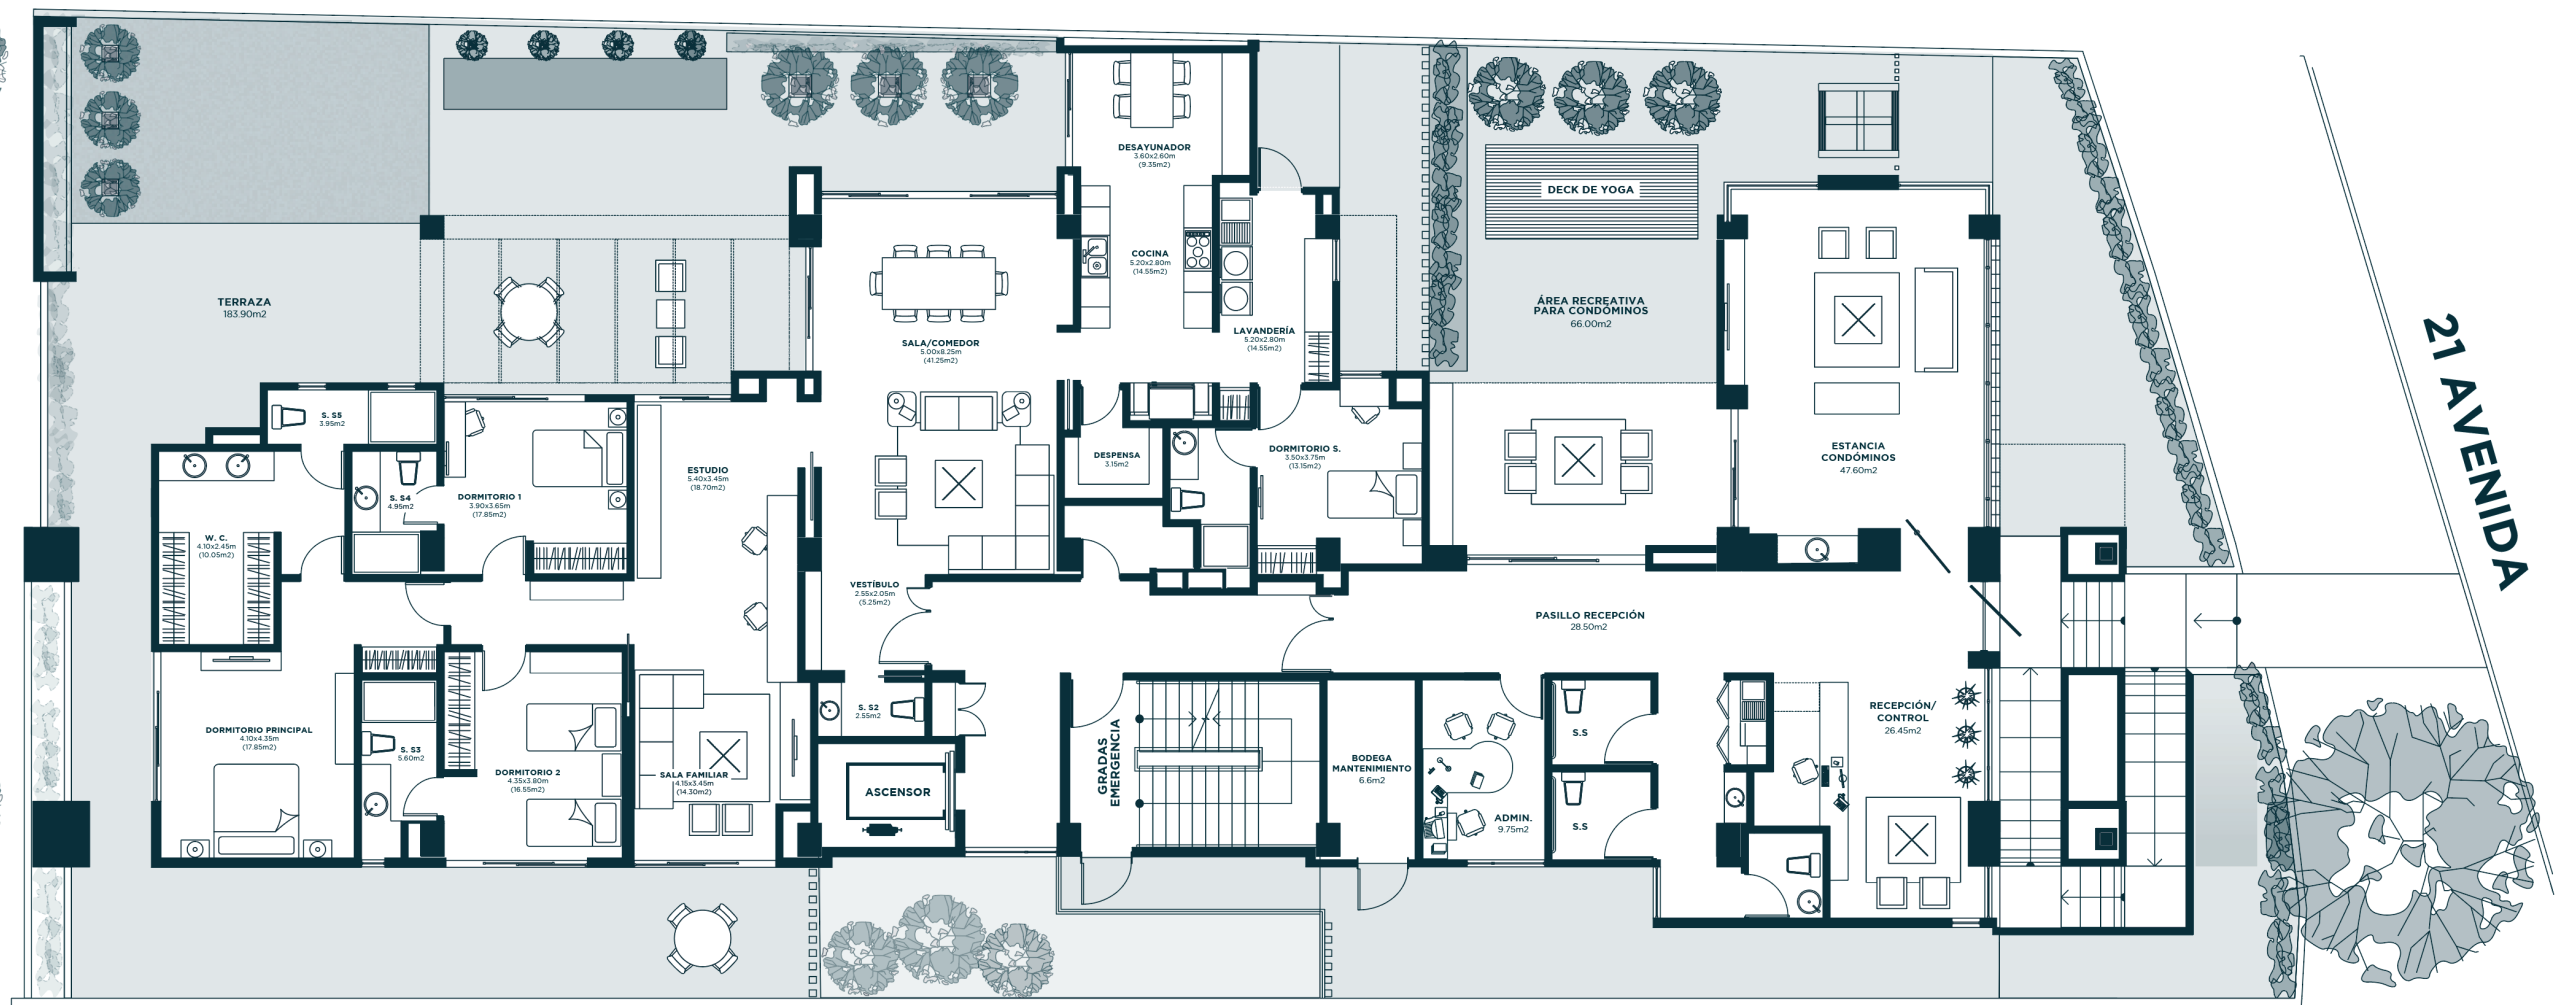 DESAYUNADOR
3.60x2.60m
(9.35m2)
DECK DE YOGA
COCINA
5.20x2.80m
(14.55m2)
TERRAZA
183.90m2
ÁREA RECREATIVA
PARA CONDÓMINOS
66.00m2
LAVANDERÍA
5.20x2.80m
(14.55m2)
SALA/COMEDOR
5.00x8.25m
(41.25m2)
21 AVENIDA
S. S5
3.95m2
ESTANCIA
CONDÓMINOS
47.60m2
DORMITORIO S.
3.50x3.75m
(13.15m2)
DESPENSA
3.15m2
ESTUDIO
5.40x3.45m
(18.70m2)
S. S4
4.95m2
DORMITORIO 1
3.90x3.65m
(17.85m2)
W. C.
4.10x2.45m
(10.05m2)
VESTÍBULO
2.55x2.05m
(5.25m2)
PASILLO RECEPCIÓN
28.50m2
S. S2
2.55m2
RECEPCIÓN/
CONTROL
26.45m2
DORMITORIO PRINCIPAL
4.10x4.35m
(17.85m2)
S. S3
5.60m2
S.S
GRADAS
EMERGENCIA
BODEGA
MANTENIMIENTO
6.6m2
DORMITORIO 2
4.35x3.80m
(16.55m2)
SALA FAMILIAR
4.15x3.45m
(14.30m2)
ASCENSOR
ADMIN.
9.75m2
S.S